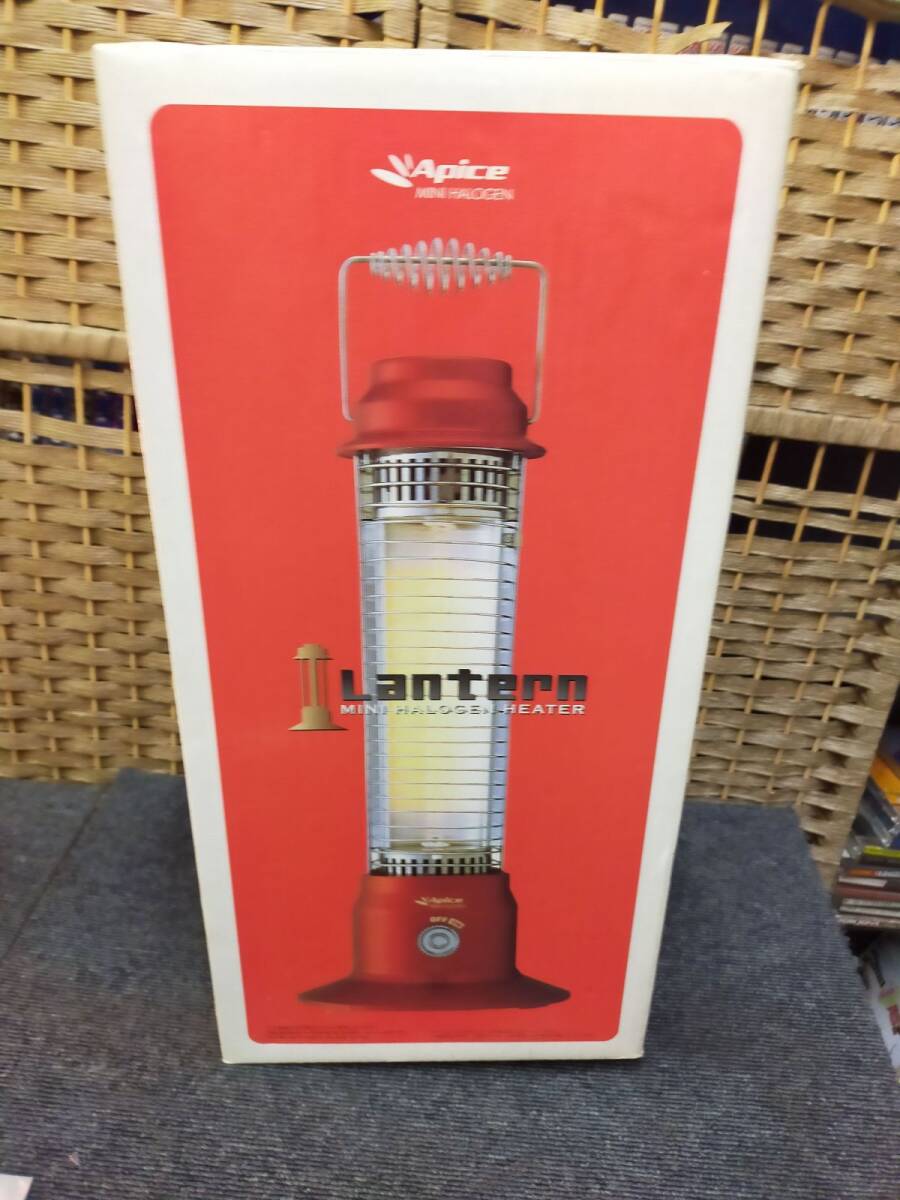 Apice
MINI HALOGEN
Lantern
MINI HALOGEN HEATER
Apice
OFF